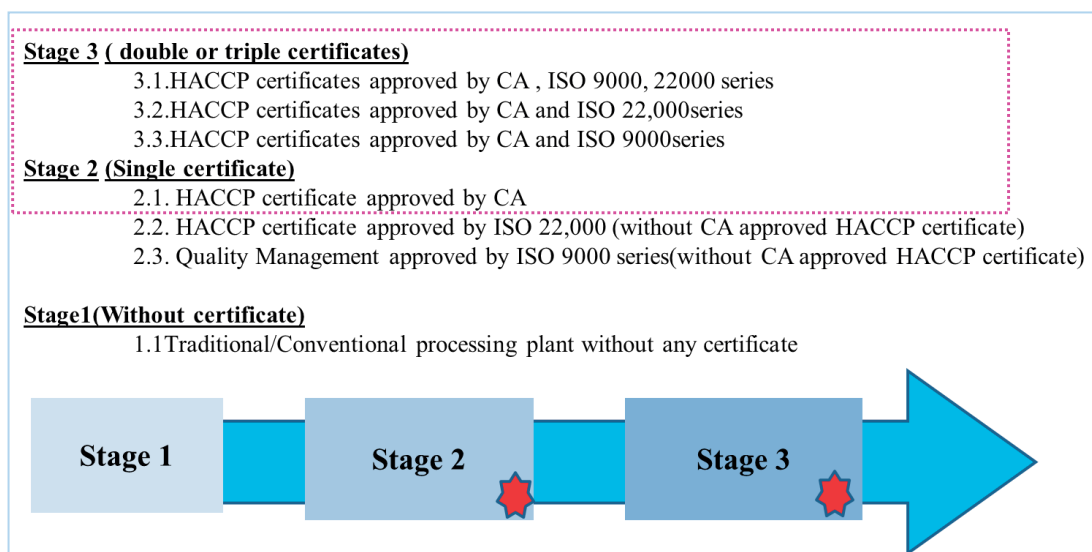 Stage 3 ( double or triple certificates)
3.1.HACCP certificates approved by CA , ISO 9000, 22000 series
3.2.HACCP certificates approved by CA and ISO 22,000series
3.3.HACCP certificates approved by CA and ISO 9000series
Stage 2 (Single certificate)
2.1. HACCP certificate approved by CA
2.2. HACCP certificate approved by ISO 22,000 (without CA approved HACCP certificate)
2.3. Quality Management approved by ISO 9000 series(without CA approved HACCP certificate)
Stage1(Without certificate)
1.1Traditional/Conventional processing plant without any certificate
Stage 1
Stage 2
Stage 3